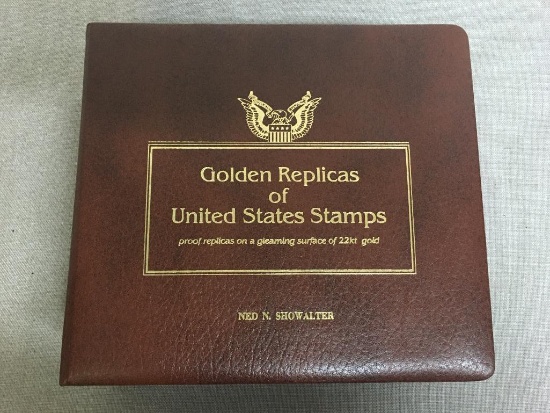 Golden Replicas
of
United States Stamps
proof replicas on a gleaming surface of 22kt gold
NED N. SHOWALTER